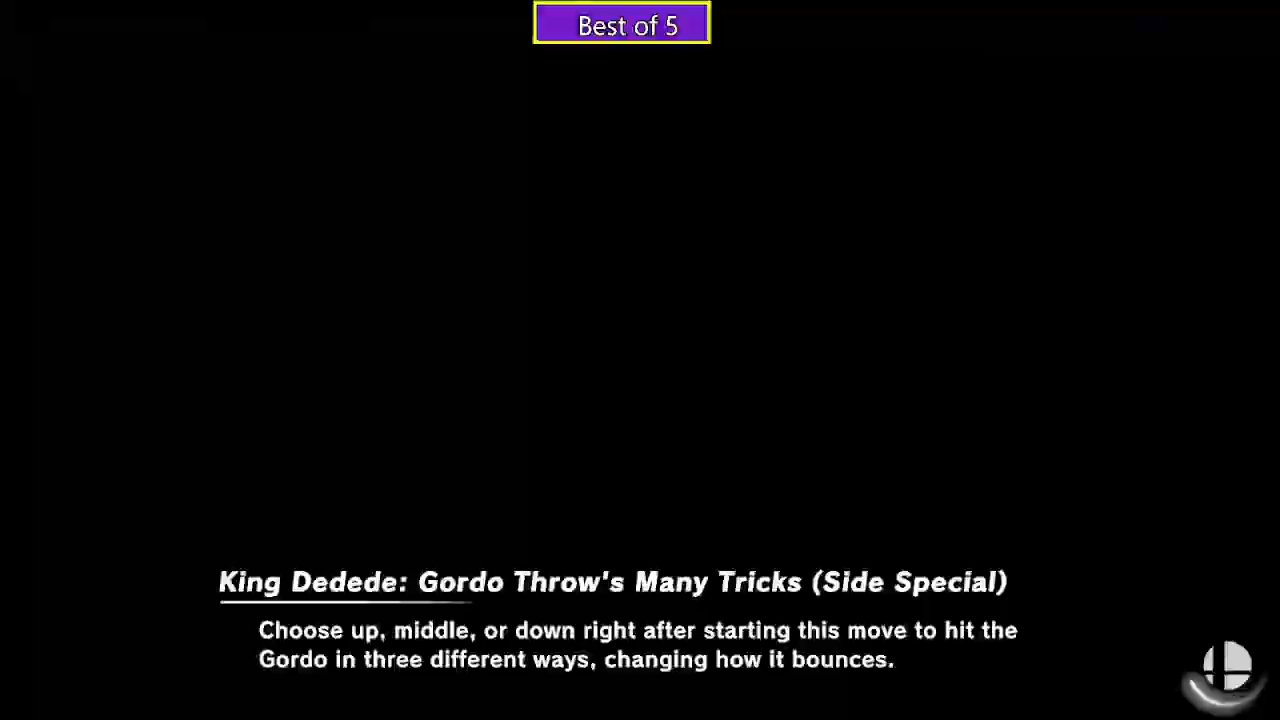 Best of 5
King Dedede: Gordo Throw's Many Tricks (Side Special)
Choose up, middle, or down right after starting this move to hit the
Gordo in three different ways, changing how it bounces.